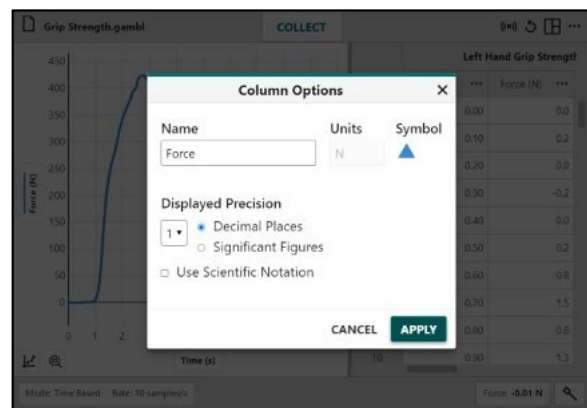 Grip Strength.gambl
COLLECT
Left Hand Grip Strengt
Force (N)
450
400
350
300
250
200
150
100
50
0
Force (N)
0 1 2
Time (s)
Column Options
Name
Units
Symbol
Force
N
Displayed Precision
1
Decimal Places
Significant Figures
Use Scientific Notation
CANCEL
APPLY
0.00 0.0
0.10 0.2
0.20 0.0
0.30 -0.2
0.40 0.0
0.50 0.2
0.60 0.8
0.70 1.5
0.80 0.8
10 0.90 1.3
Mode: Time Based Rate: 10 samples/s
Force: -0.01 N